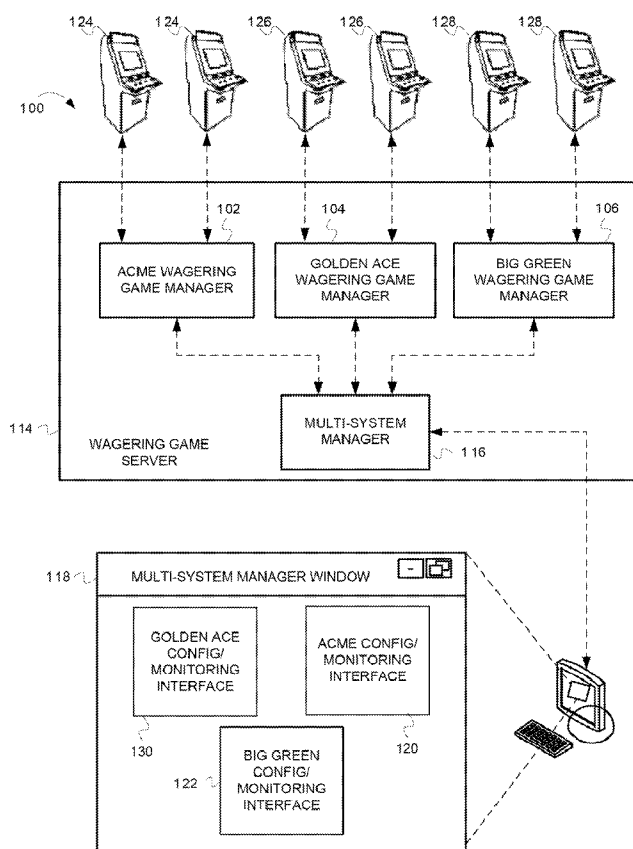 124 124 126 126 128 128
100
102 104 106
ACME WAGERING
GAME MANAGER
GOLDEN ACE
WAGERING GAME
MANAGER
BIG GREEN
WAGERING GAME
MANAGER
MULTI-SYSTEM
MANAGER
114
WAGERING GAME
SERVER
116
118
MULTI-SYSTEM MANAGER WINDOW
-
GOLDEN ACE
CONFIG/
MONITORING
INTERFACE
ACME CONFIG/
MONITORING
INTERFACE
130
120
122
BIG GREEN
CONFIG/
MONITORING
INTERFACE